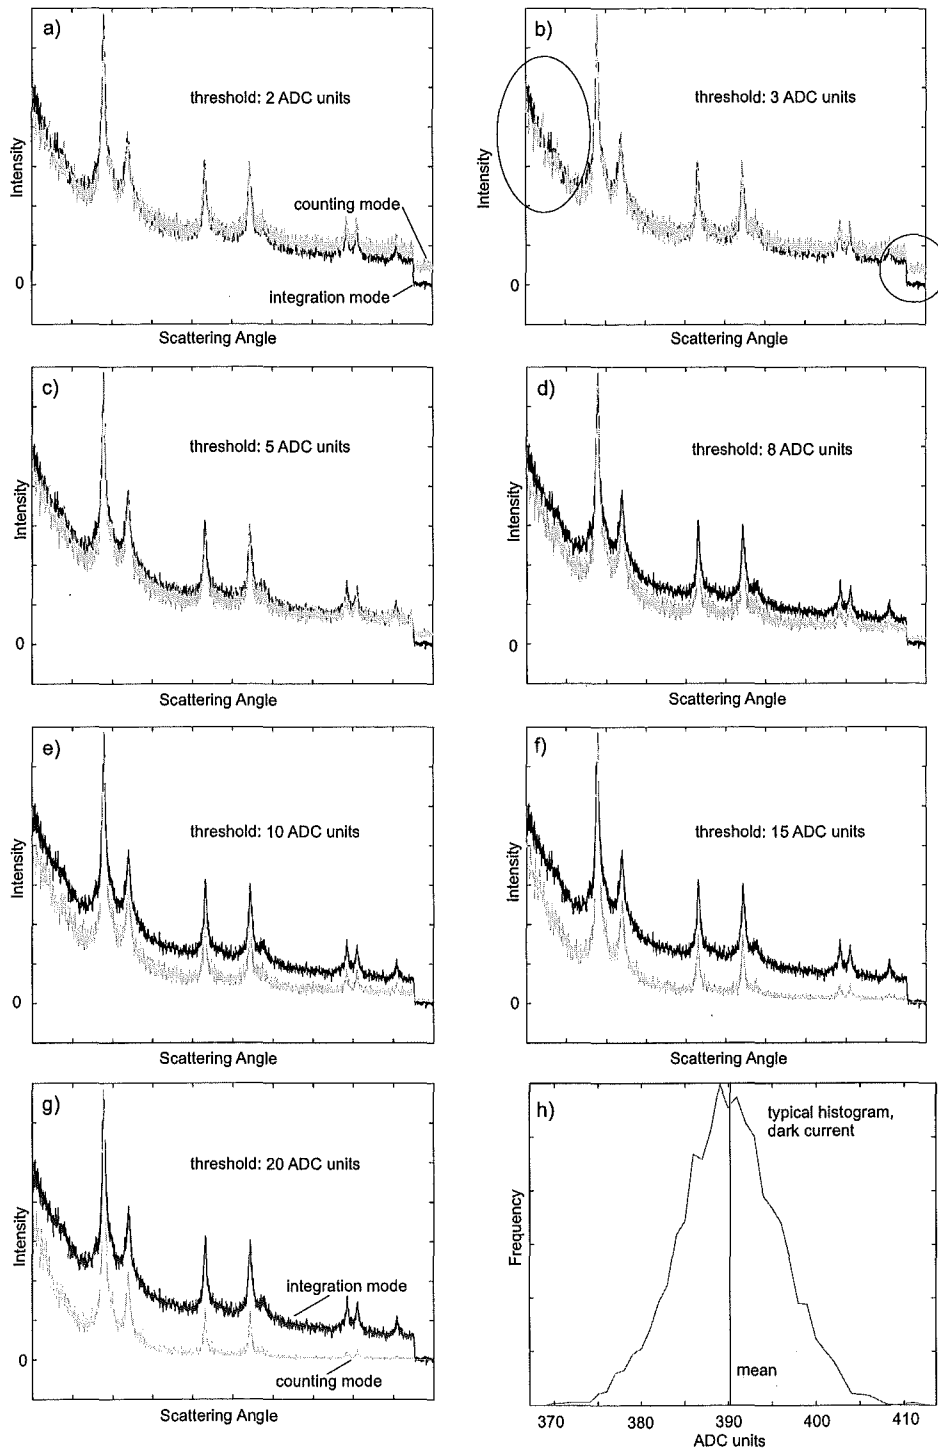 a)
threshold: 2 ADC units
Intensity
counting mode
integration mode
0
Scattering Angle
b)
threshold: 3 ADC units
Intensity
0
Scattering Angle
c)
threshold: 5 ADC units
Intensity
0
Scattering Angle
d)
threshold: 8 ADC units
Intensity
0
Scattering Angle
e)
threshold: 10 ADC units
Intensity
0
Scattering Angle
f)
threshold: 15 ADC units
Intensity
0
Scattering Angle
g)
threshold: 20 ADC units
Intensity
integration mode
0
counting mode
Scattering Angle
h)
typical histogram,
dark current
Frequency
mean
370 380 390 400 410
ADC units